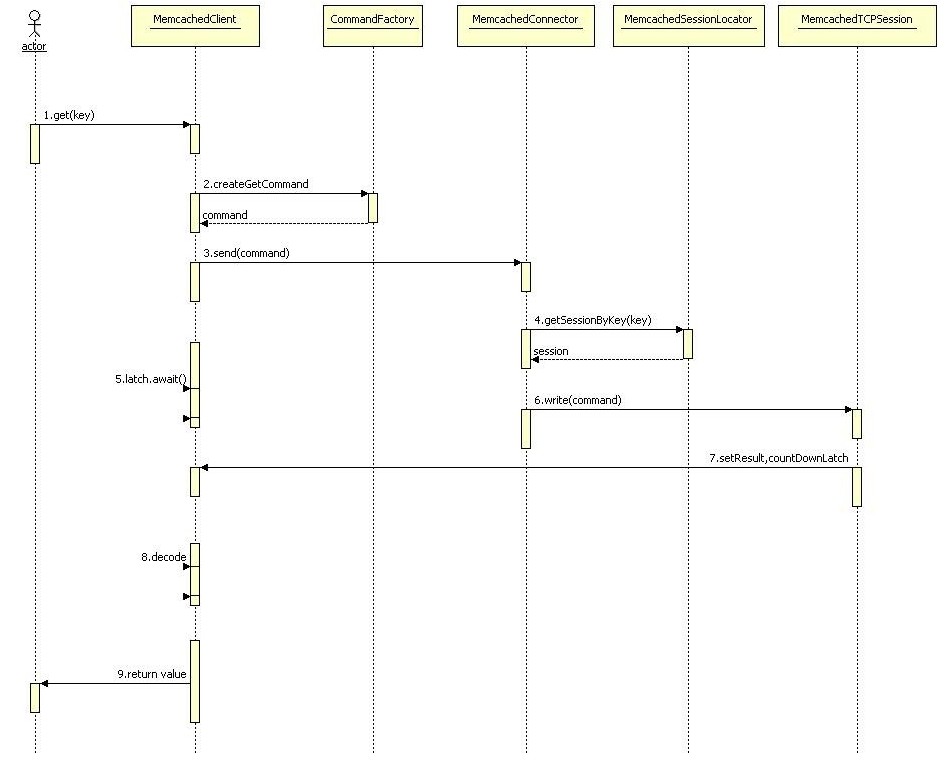 MemcachedClient
CommandFactory
MemcachedConnector
MemcachedSessionLocator
MemcachedTCPSession
actor
1.get(key)
2.createGetCommand
command
3.send(command)
4.getSessionByKey(key)
session
5.latch.await()
6.write(command)
7.setResult,countDownLatch
8.decode
9.return value